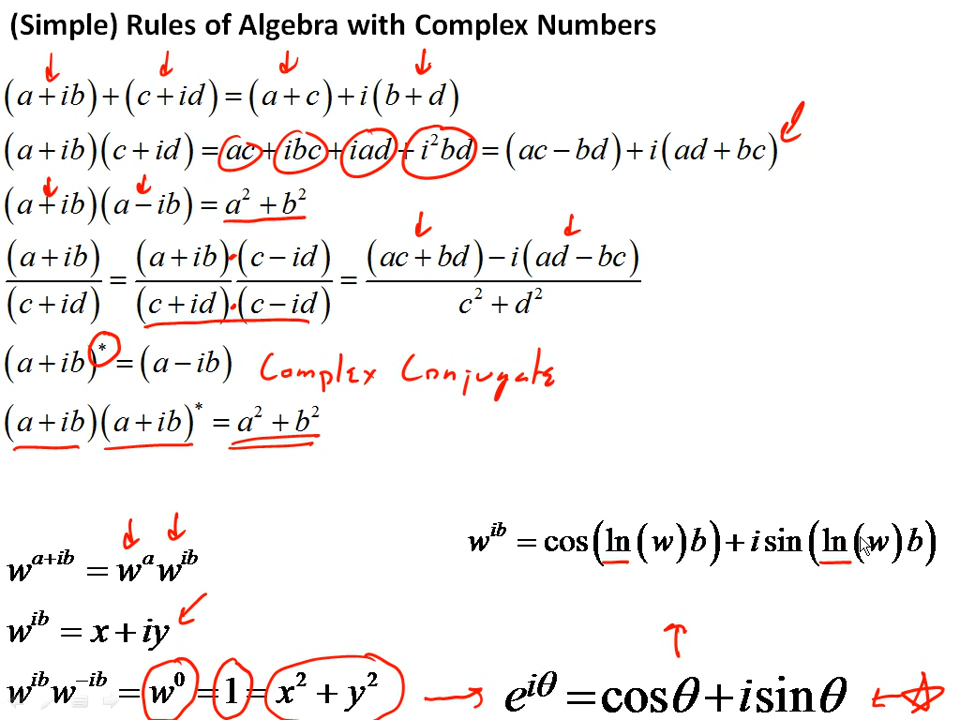 (Simple) Rules of Algebra with Complex Numbers
(a + ib) + (c + id) = (a + c) + i(b + d)
(a + ib)(c + id) = ac + ibc + iad + i²bd = (ac − bd) + i(ad + bc)
(a + ib)(a − ib) = a² + b²
(a + ib)/(c + id) = (a + ib)·(c − id)/(c + id)·(c − id) = ((ac + bd) − i(ad − bc))/(c² + d²)
(a + ib)* = (a − ib) Complex Conjugate
(a + ib)(a + ib)* = a² + b²
w^{ib} = cos(ln(w)b) + i sin(ln(w)b)
w^{a+ib} = w^a w^{ib}
w^{ib} = x + iy
w^{ib} w^{−ib} = w⁰ = 1 = x² + y² → e^{iθ} = cosθ + i sinθ